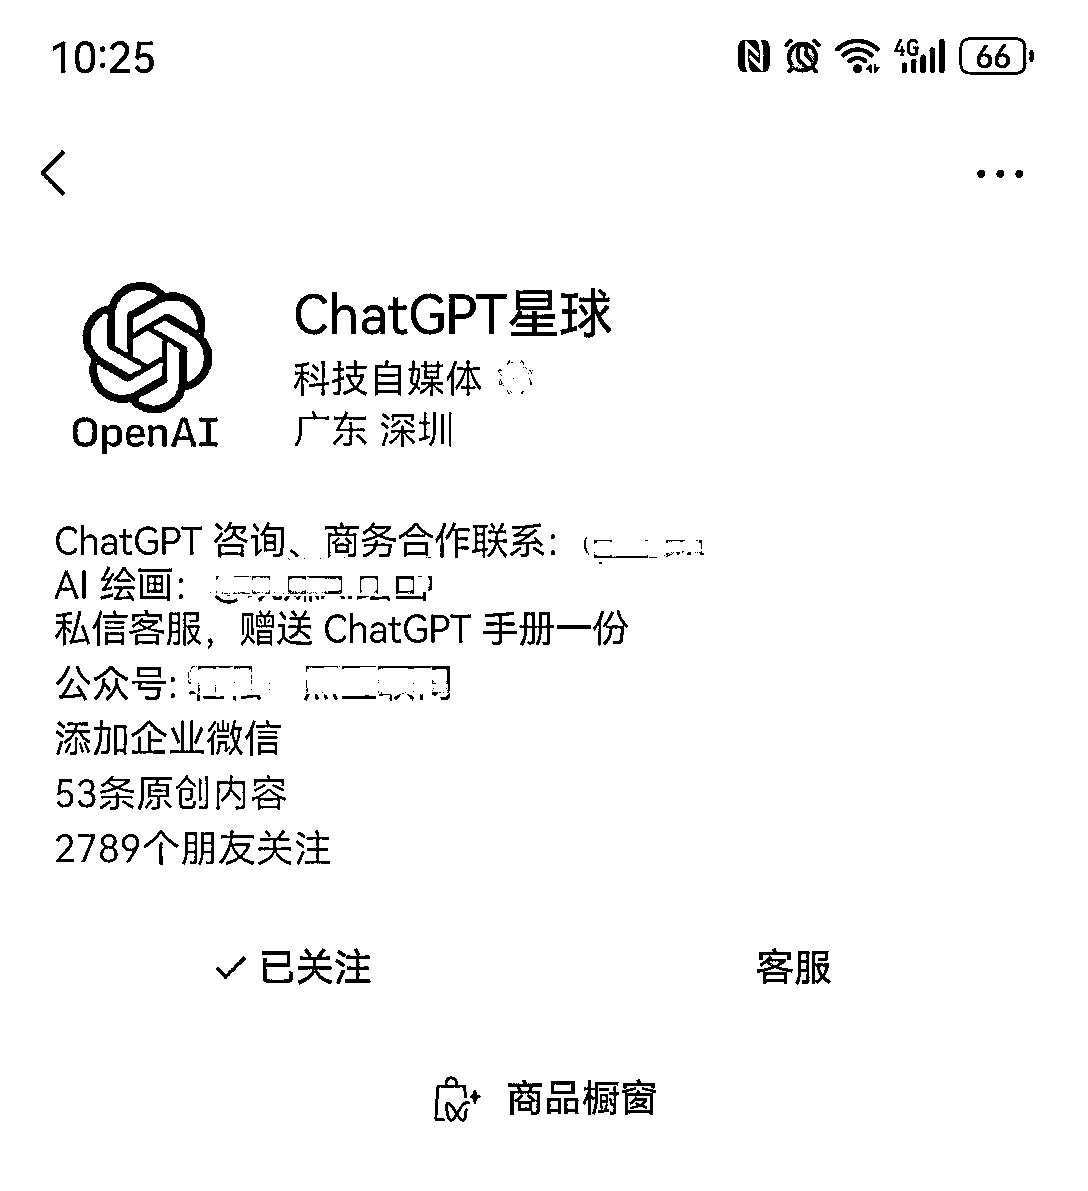 10:25
4G 66
ChatGPT星球
科技自媒体
OpenAI
广东 深圳
ChatGPT 咨询、商务合作联系：
AI 绘画：
私信客服，赠送 ChatGPT 手册一份
公众号:
添加企业微信
53条原创内容
2789个朋友关注
已关注 客服
商品橱窗